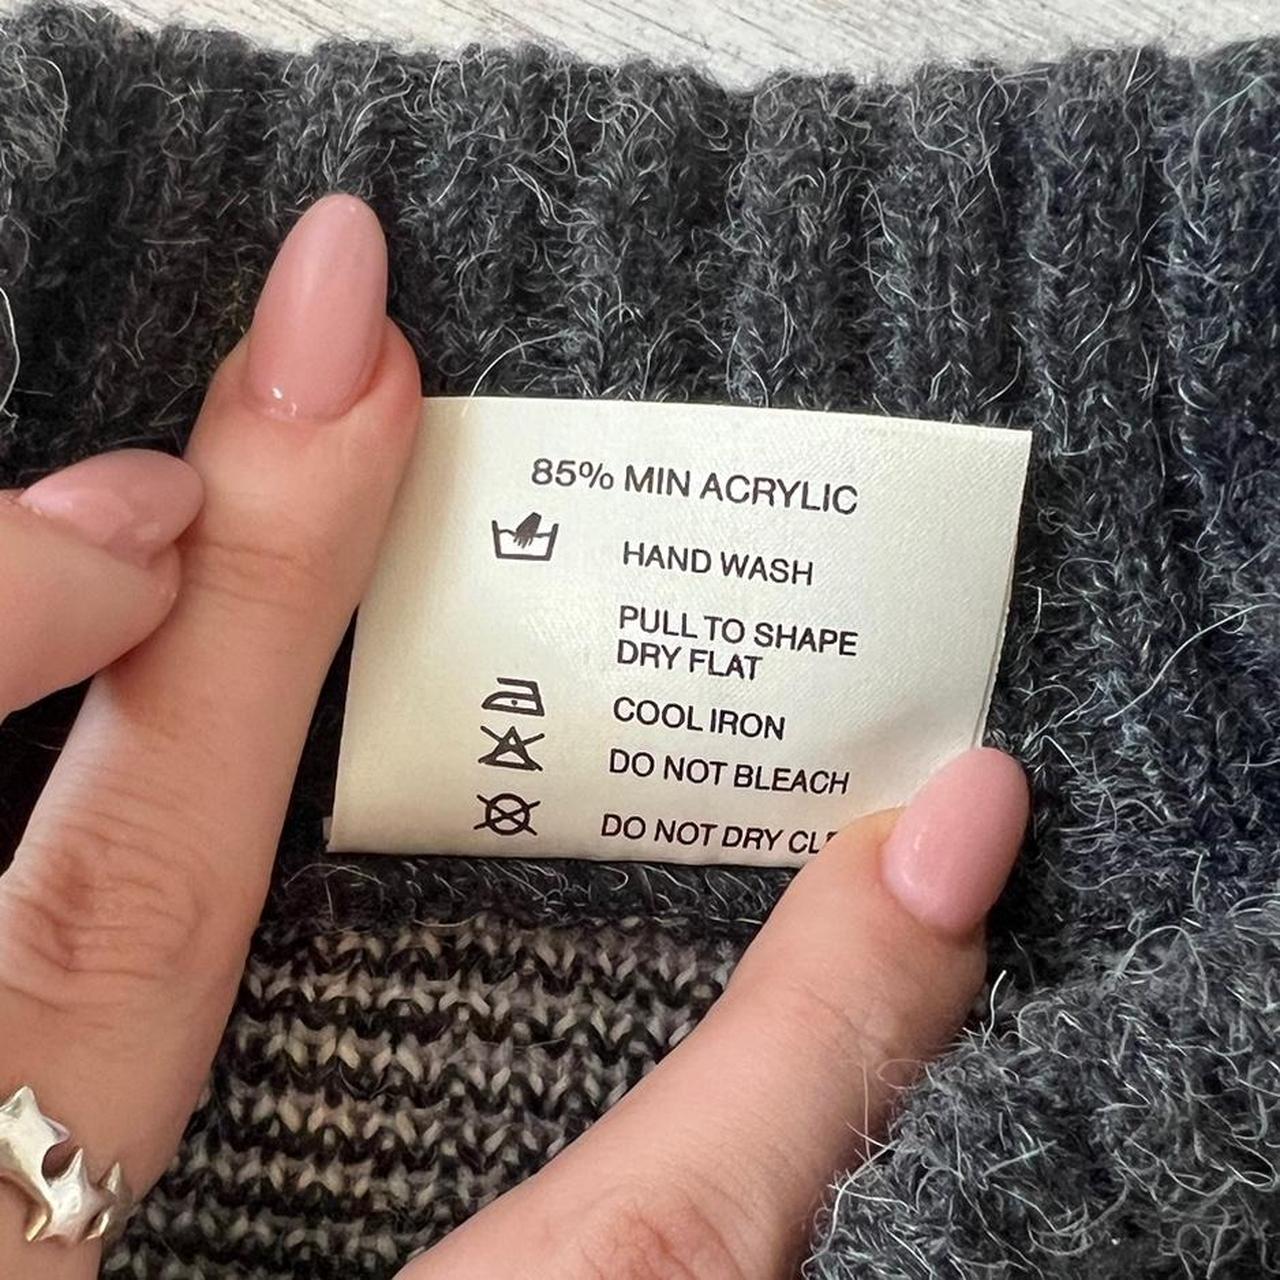 85% MIN ACRYLIC
HAND WASH
PULL TO SHAPE
DRY FLAT
COOL IRON
DO NOT BLEACH
DO NOT DRY